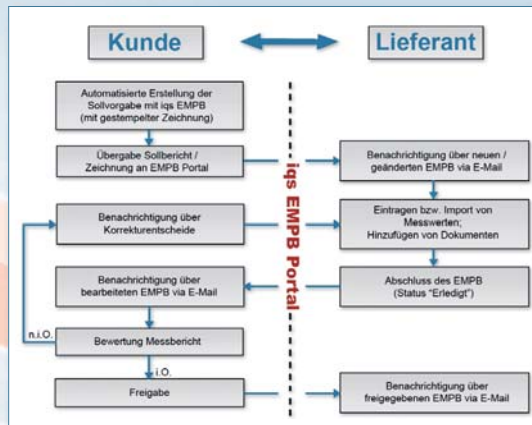 Kunde
Lieferant
Automatisierte Erstellung der
Sollvorgabe mit iqs EMPB
(mit gestempelter Zeichnung)
Übergabe Sollbericht /
Zeichnung an EMPB Portal
Benachrichtigung über neuen /
geänderten EMPB via E-Mail
Benachrichtigung über
Korrekturentscheide
Eintragen bzw. Import von
Messwerten;
Hinzufügen von Dokumenten
iqs EMPB Portal
Benachrichtigung über
bearbeiteten EMPB via E-Mail
Abschluss des EMPB
(Status "Erledigt")
n.i.O.
Bewertung Messbericht
i.O.
Freigabe
Benachrichtigung über
freigegebenen EMPB via E-Mail